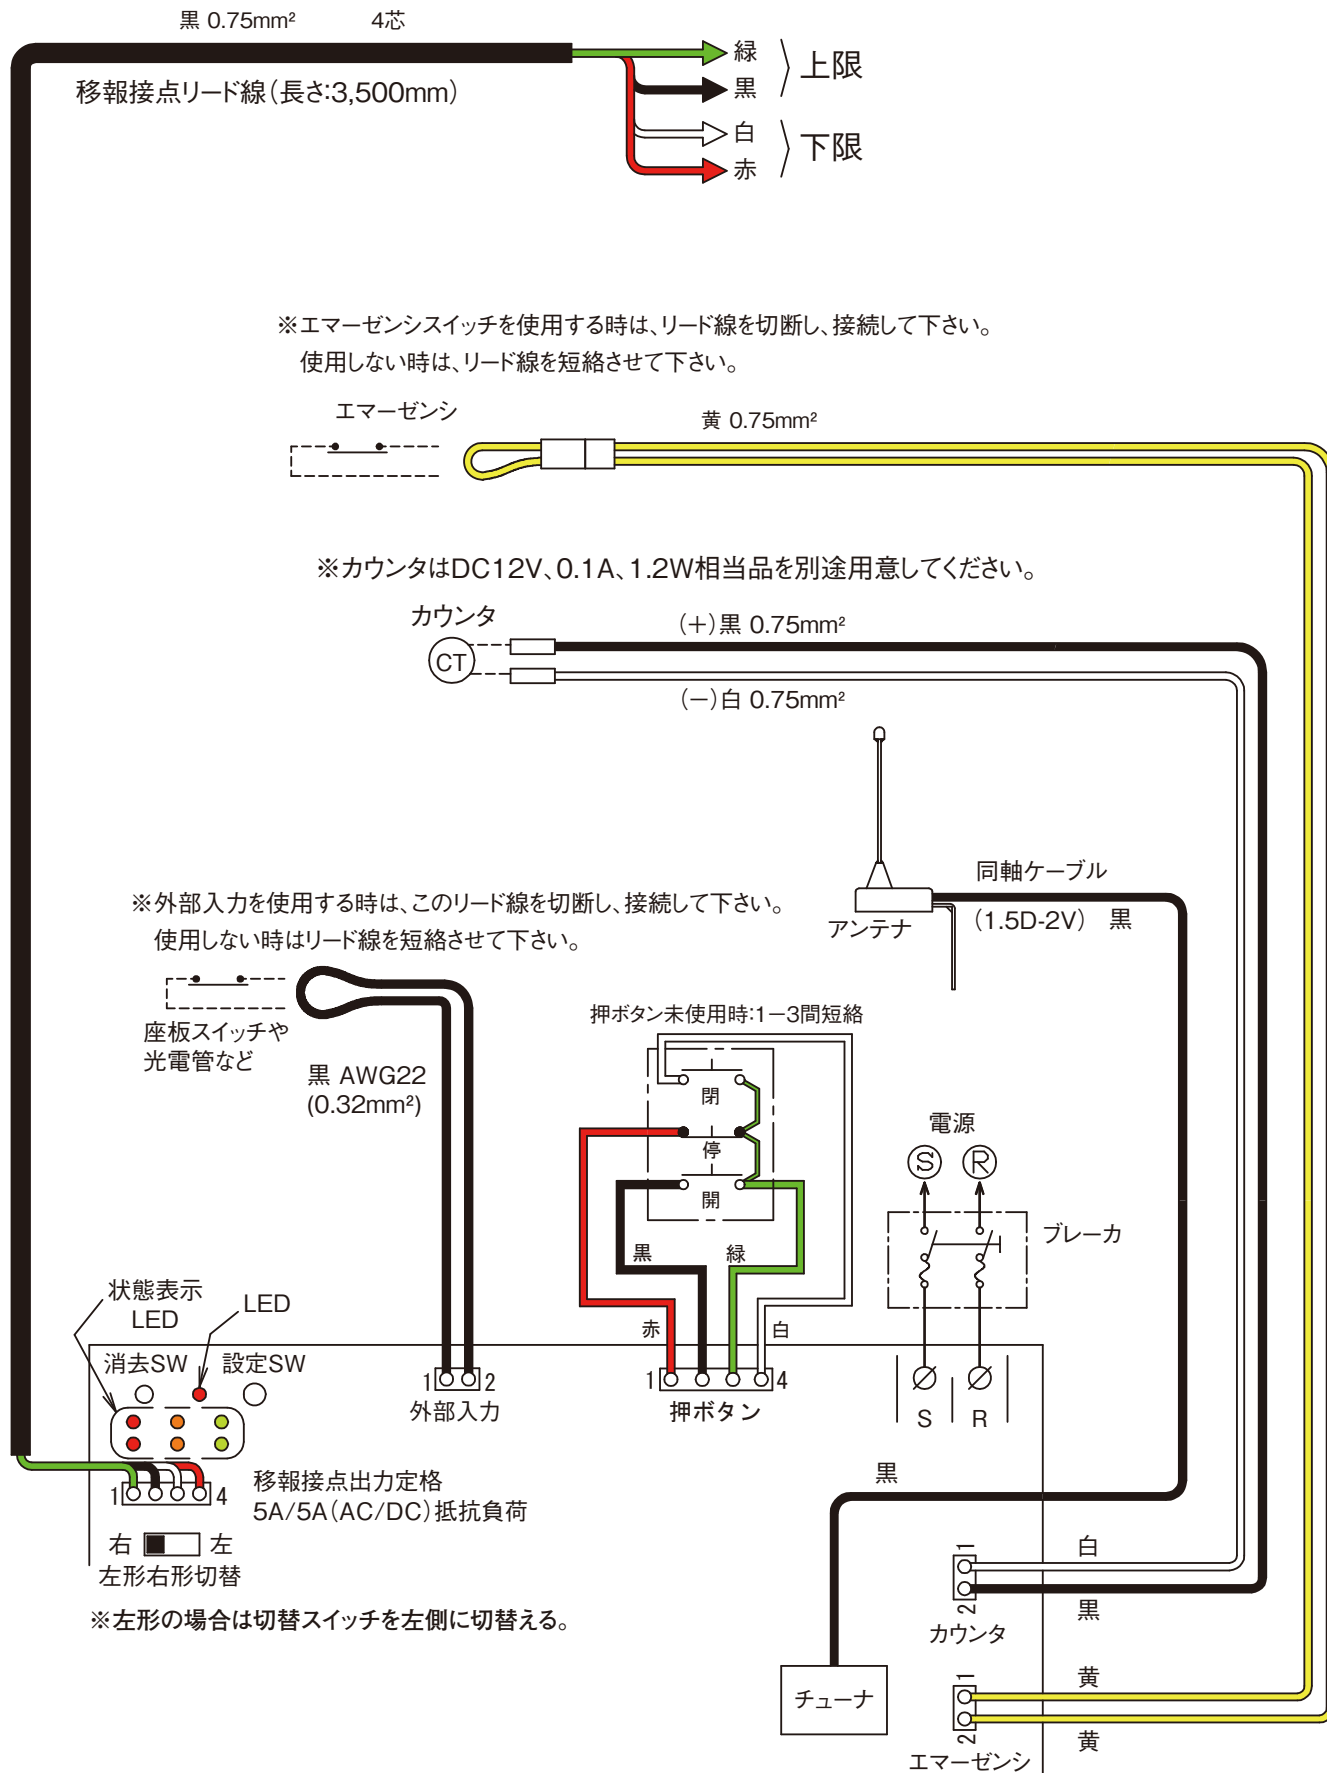 黒 0.75mm² 4芯
緑
黒
上限
移報接点リード線(長さ:3,500mm)
白
赤
下限
※エマーゼンシスイッチを使用する時は、リード線を切断し、接続して下さい。
使用しない時は、リード線を短絡させて下さい。
エマーゼンシ
黄 0.75mm²
※カウンタはDC12V、0.1A、1.2W相当品を別途用意してください。
カウンタ
CT
(+)黒 0.75mm²
(−)白 0.75mm²
同軸ケーブル
(1.5D-2V) 黒
アンテナ
※外部入力を使用する時は、このリード線を切断し、接続して下さい。
使用しない時はリード線を短絡させて下さい。
座板スイッチや
光電管など
黒 AWG22
(0.32mm²)
押ボタン未使用時:1−3間短絡
閉
停
開
黒
緑
赤
白
電源
S R
ブレーカ
状態表示
LED
LED
消去SW 設定SW
1 2
外部入力
1 4
押ボタン
S R
1 4
移報接点出力定格
5A/5A(AC/DC)抵抗負荷
右 左
左形右形切替
※左形の場合は切替スイッチを左側に切替える。
黒
チューナ
1
2
カウンタ
白
黒
1
2
エマーゼンシ
黄
黄